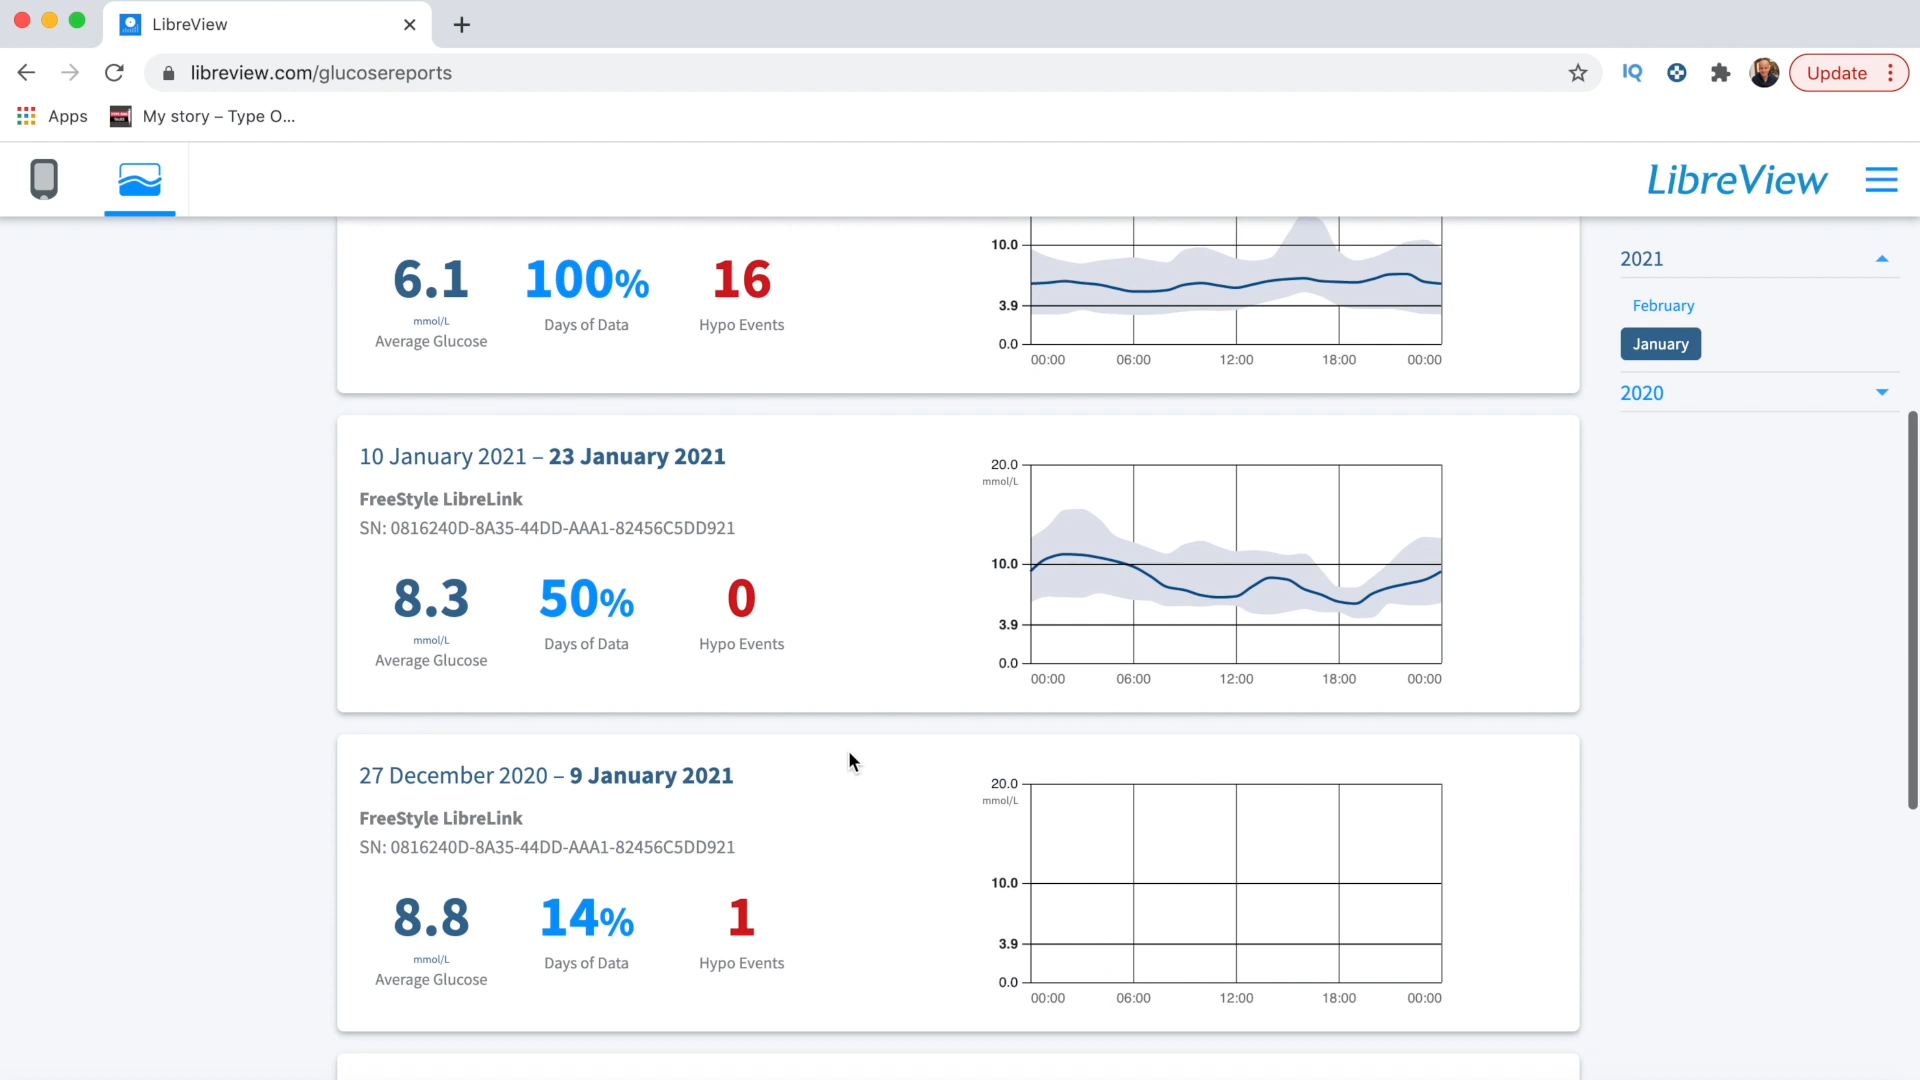 LibreView
libreview.com/glucosereports
IQ
Update
Apps
My story – Type O...
LibreView
6.1
mmol/L
Average Glucose
100%
Days of Data
16
Hypo Events
10.0
3.9
0.0
00:00 06:00 12:00 18:00 00:00
2021
February
January
2020
10 January 2021 – 23 January 2021
FreeStyle LibreLink
SN: 0816240D-8A35-44DD-AAA1-82456C5DD921
8.3
mmol/L
Average Glucose
50%
Days of Data
0
Hypo Events
20.0
mmol/L
10.0
3.9
0.0
00:00 06:00 12:00 18:00 00:00
27 December 2020 – 9 January 2021
FreeStyle LibreLink
SN: 0816240D-8A35-44DD-AAA1-82456C5DD921
8.8
mmol/L
Average Glucose
14%
Days of Data
1
Hypo Events
20.0
mmol/L
10.0
3.9
0.0
00:00 06:00 12:00 18:00 00:00